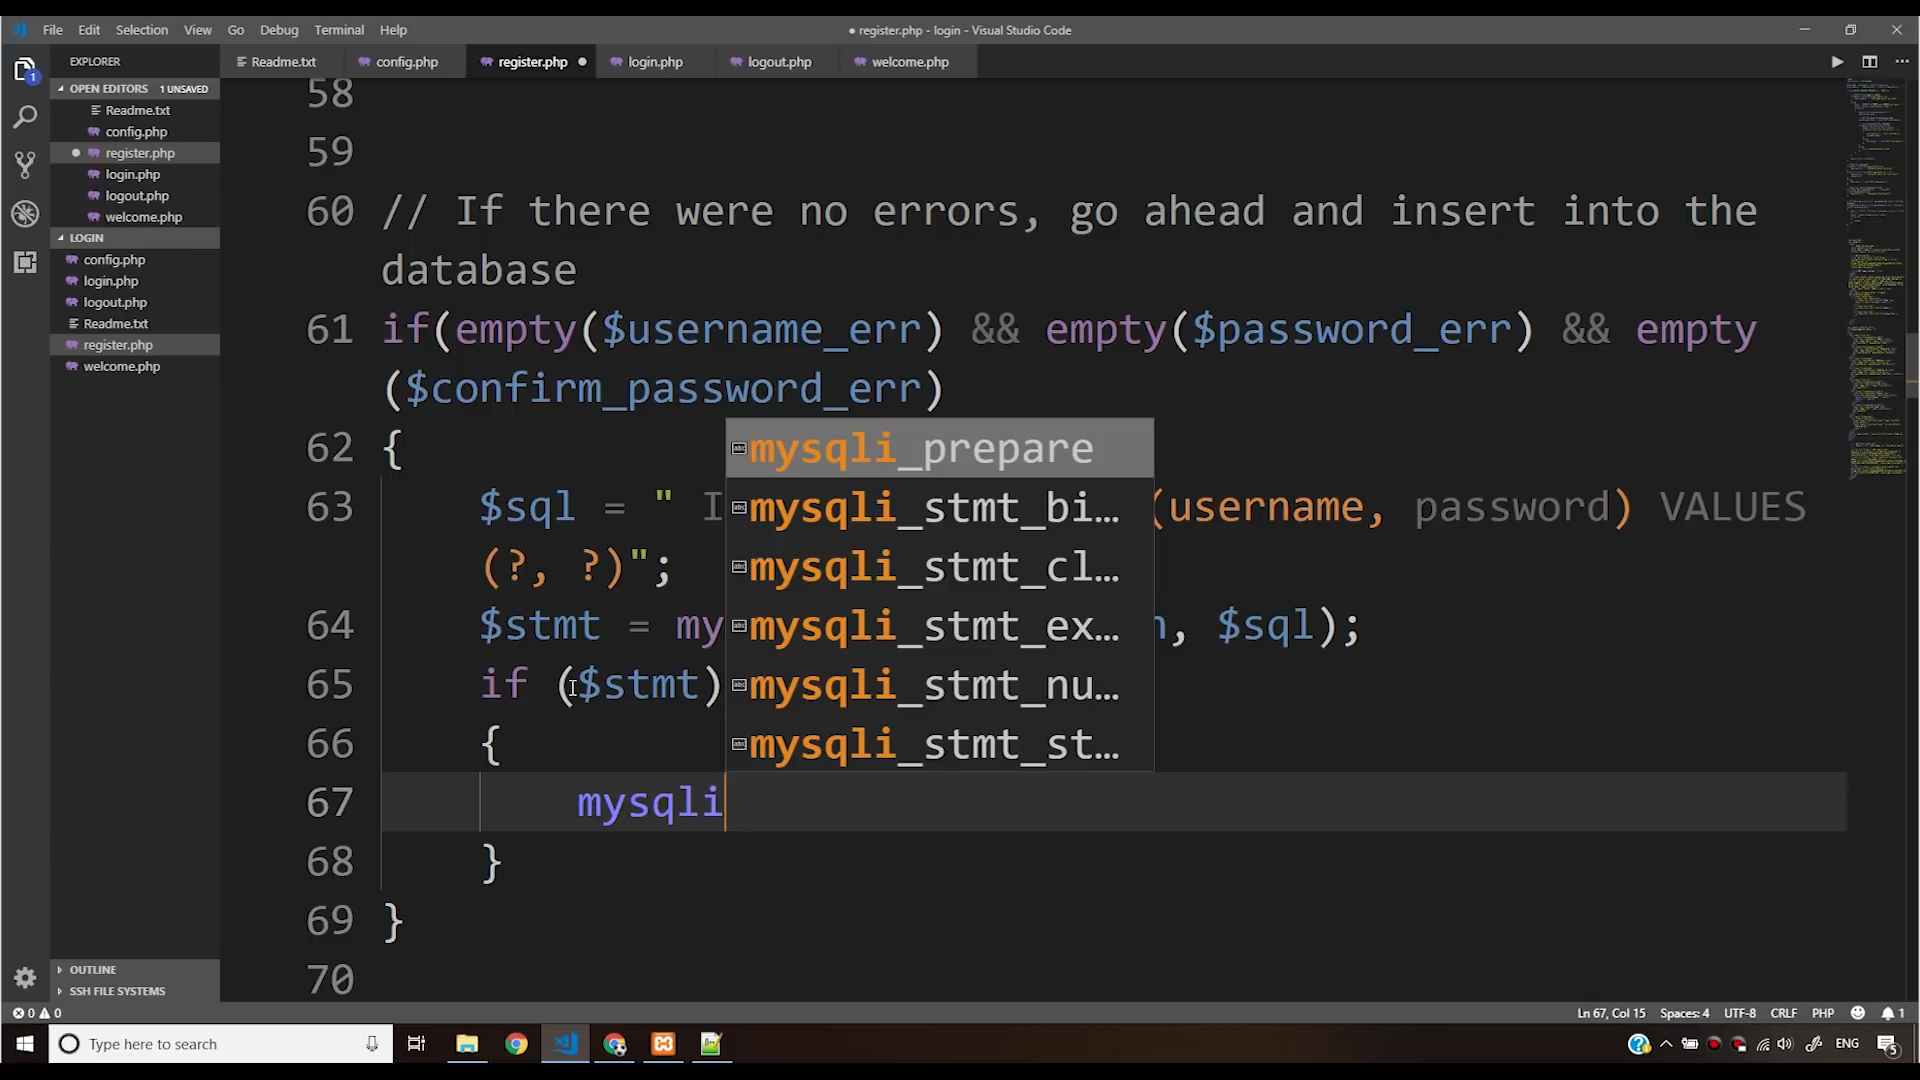 File Edit Selection View Go Debug Terminal Help
● register.php - login - Visual Studio Code
EXPLORER
Readme.txt
config.php
register.php
login.php
logout.php
welcome.php
OPEN EDITORS 1 UNSAVED
Readme.txt
config.php
register.php
login.php
logout.php
welcome.php
LOGIN
config.php
login.php
logout.php
Readme.txt
register.php
welcome.php
OUTLINE
SSH FILE SYSTEMS
1
58
59
60 // If there were no errors, go ahead and insert into the
database
61 if(empty($username_err) && empty($password_err) && empty
($confirm_password_err)
62 {
63 $sql = " I (username, password) VALUES
(?, ?)";
64 $stmt = my , $sql);
65 if ($stmt)
66 {
67 mysqli
68 }
69 }
70
mysqli_prepare
mysqli_stmt_bi…
mysqli_stmt_cl…
mysqli_stmt_ex…
mysqli_stmt_nu…
mysqli_stmt_st…
0 0
Ln 67, Col 15 Spaces: 4 UTF-8 CRLF PHP 1
Type here to search
ENG
5